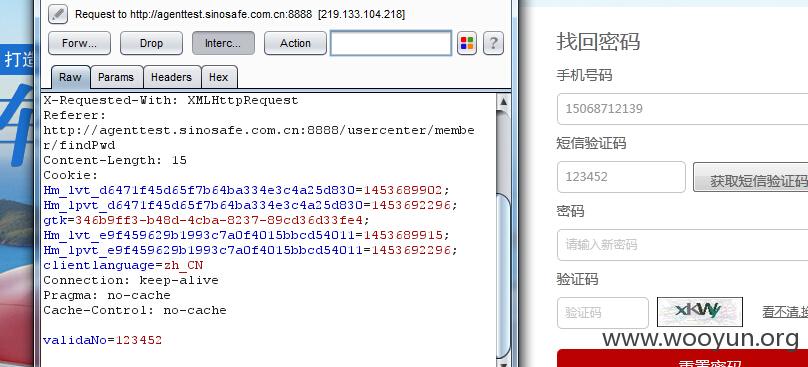 Request to http://agenttest.sinosafe.com.cn:8888 [219.133.104.218]
Forw...
Drop
Interc...
Action
?
Raw
Params
Headers
Hex
X-Requested-With: XMLHttpRequest
Referer:
http://agenttest.sinosafe.com.cn:8888/usercenter/membe
r/findPwd
Content-Length: 15
Cookie:
Hm_lvt_d6471f45d65f7b64ba334e3c4a25d830=1453689902;
Hm_lpvt_d6471f45d65f7b64ba334e3c4a25d830=1453692296;
gtk=346b9ff3-b48d-4cba-8237-89cd36d33fe4;
Hm_lvt_e9f459629b1993c7a0f4015bbcd54011=1453689915;
Hm_lpvt_e9f459629b1993c7a0f4015bbcd54011=1453692296;
clientlanguage=zh_CN
Connection: keep-alive
Pragma: no-cache
Cache-Control: no-cache
validaNo=123452
打造
找回密码
手机号码
15068712139
短信验证码
123452
获取短信验证码
密码
请输入新密码
验证码
验证码
xkWy
看不清,换
www.wooyun.org
重置密码